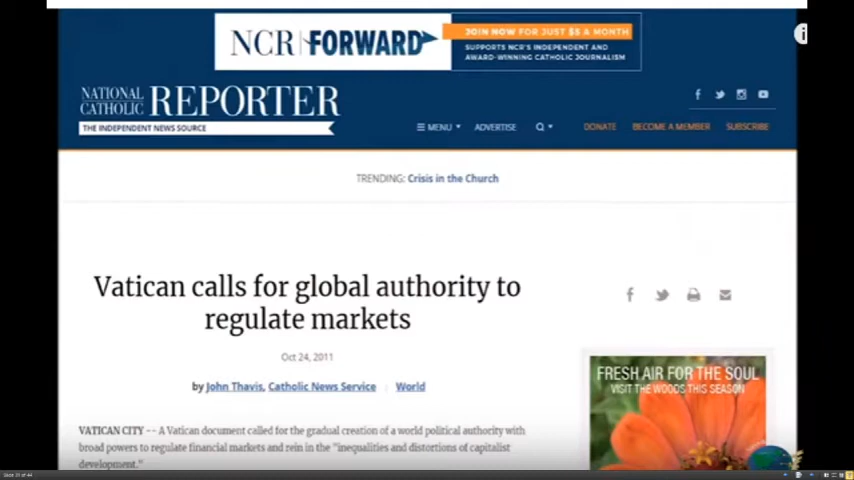 NCR FORWARD
JOIN NOW FOR JUST $5 A MONTH
SUPPORTS NCR'S INDEPENDENT AND
AWARD-WINNING CATHOLIC JOURNALISM
i
NATIONAL
CATHOLIC REPORTER
THE INDEPENDENT NEWS SOURCE
MENU
ADVERTISE
DONATE
BECOME A MEMBER
SUBSCRIBE
TRENDING: Crisis in the Church
Vatican calls for global authority to
regulate markets
Oct 24, 2011
by John Thavis, Catholic News Service
World
VATICAN CITY -- A Vatican document called for the gradual creation of a world political authority with
broad powers to regulate financial markets and rein in the "inequalities and distortions of capitalist
development."
FRESH AIR FOR THE SOUL
VISIT THE WOODS THIS SEASON